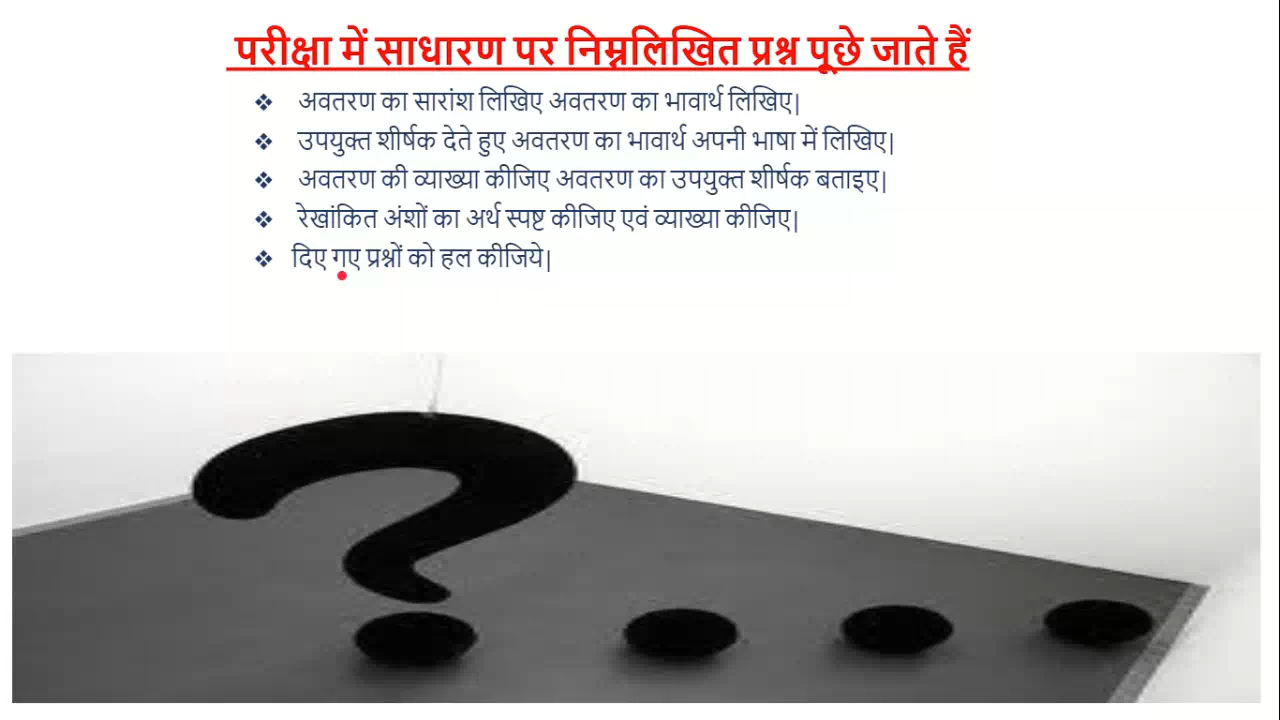 परीक्षा में साधारण पर निम्नलिखित प्रश्न पूछे जाते हैं
❖ अवतरण का सारांश लिखिए अवतरण का भावार्थ लिखिए|
❖ उपयुक्त शीर्षक देते हुए अवतरण का भावार्थ अपनी भाषा में लिखिए|
❖ अवतरण की व्याख्या कीजिए अवतरण का उपयुक्त शीर्षक बताइए|
❖ रेखांकित अंशों का अर्थ स्पष्ट कीजिए एवं व्याख्या कीजिए|
❖ दिए गए प्रश्नों को हल कीजिये|